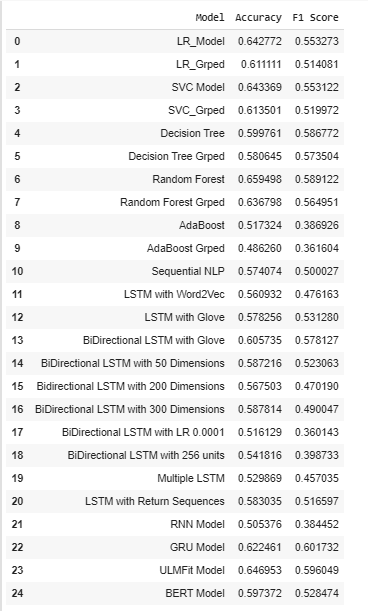 Model Accuracy F1 Score
0 LR_Model 0.642772 0.553273
1 LR_Grped 0.611111 0.514081
2 SVC Model 0.643369 0.553122
3 SVC_Grped 0.613501 0.519972
4 Decision Tree 0.599761 0.586772
5 Decision Tree Grped 0.580645 0.573504
6 Random Forest 0.659498 0.589122
7 Random Forest Grped 0.636798 0.564951
8 AdaBoost 0.517324 0.386926
9 AdaBoost Grped 0.486260 0.361604
10 Sequential NLP 0.574074 0.500027
11 LSTM with Word2Vec 0.560932 0.476163
12 LSTM with Glove 0.578256 0.531280
13 BiDirectional LSTM with Glove 0.605735 0.578127
14 BiDirectional LSTM with 50 Dimensions 0.587216 0.523063
15 Bidirectional LSTM with 200 Dimensions 0.567503 0.470190
16 BiDirectional LSTM with 300 Dimensions 0.587814 0.490047
17 BiDirectional LSTM with LR 0.0001 0.516129 0.360143
18 BiDirectional LSTM with 256 units 0.541816 0.398733
19 Multiple LSTM 0.529869 0.457035
20 LSTM with Return Sequences 0.583035 0.516597
21 RNN Model 0.505376 0.384452
22 GRU Model 0.622461 0.601732
23 ULMFit Model 0.646953 0.596049
24 BERT Model 0.597372 0.528474